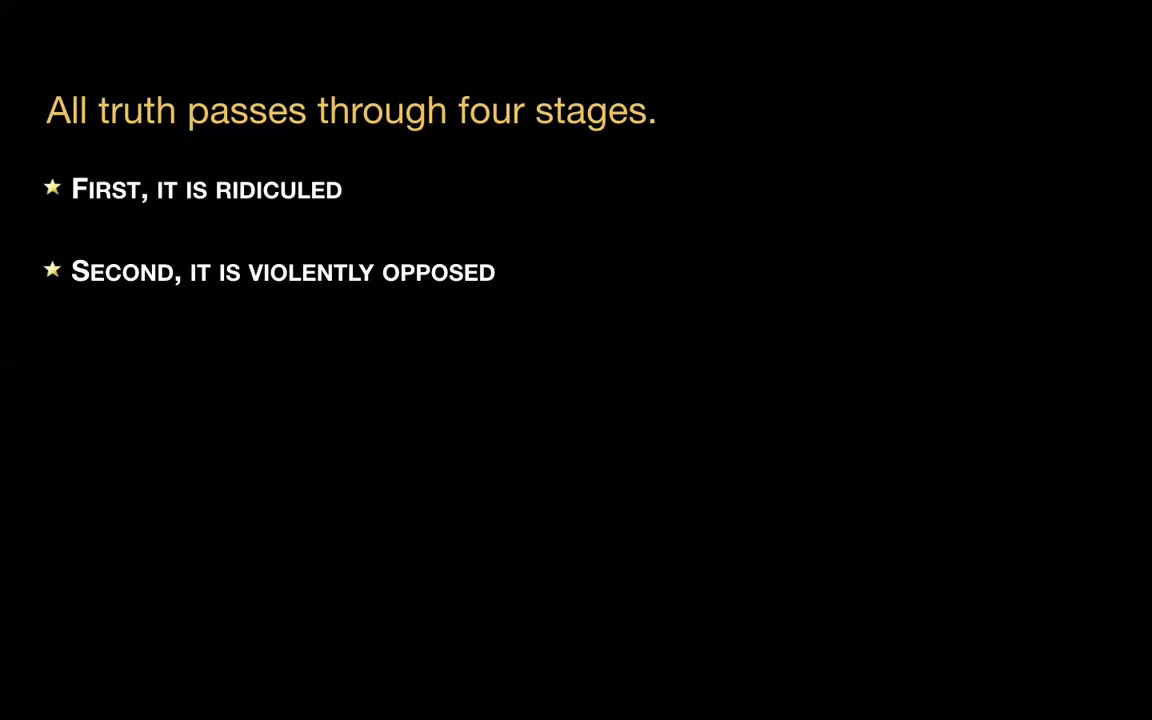 All truth passes through four stages.
FIRST, IT IS RIDICULED
SECOND, IT IS VIOLENTLY OPPOSED